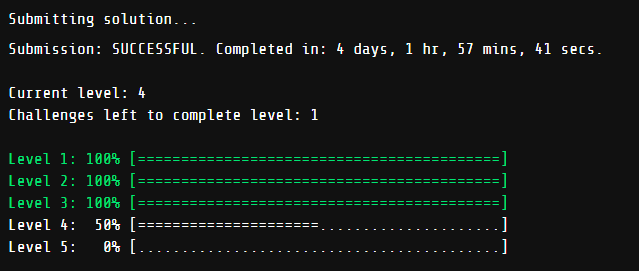 Submitting solution...
Submission: SUCCESSFUL. Completed in: 4 days, 1 hr, 57 mins, 41 secs.
Current level: 4
Challenges left to complete level: 1
Level 1: 100% [==========================================]
Level 2: 100% [==========================================]
Level 3: 100% [==========================================]
Level 4:  50% [=====================.....................]
Level 5:   0% [..........................................]